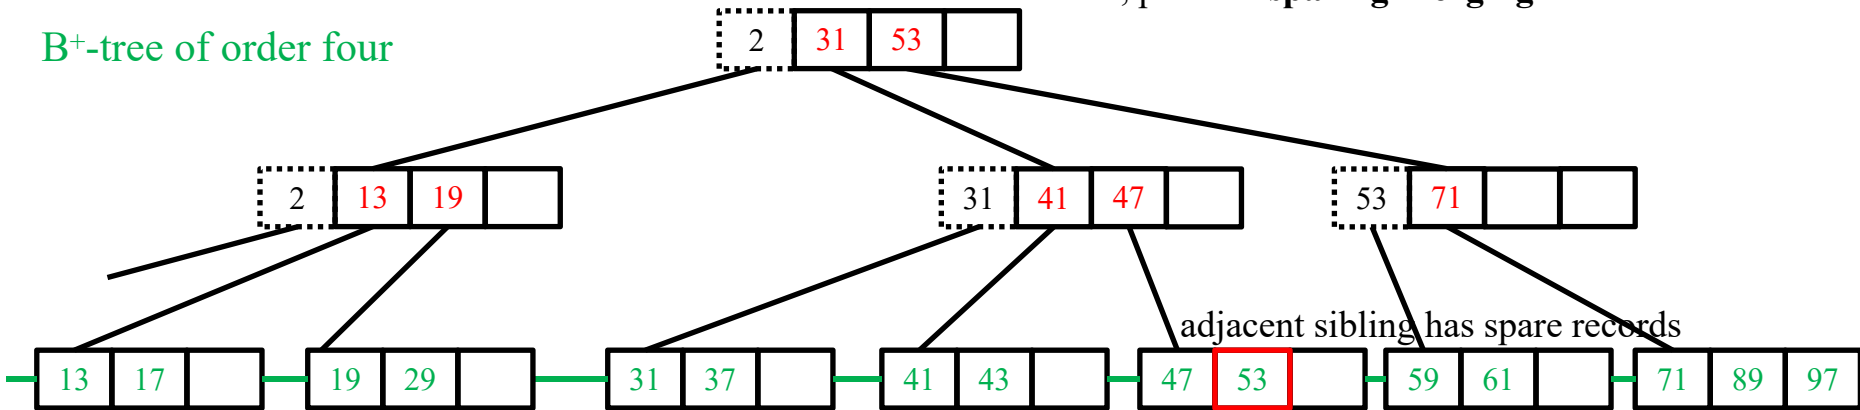 B⁺-tree of order four
2 31 53
2 13 19
31 41 47
53 71
adjacent sibling has spare records
13 17
19 29
31 37
41 43
47 53
59 61
71 89 97